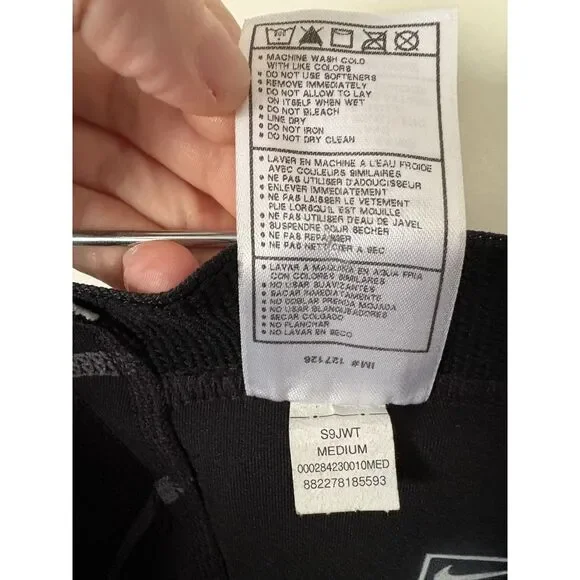 • MACHINE WASH COLD
WITH LIKE COLORS
• DO NOT USE SOFTENERS
• REMOVE IMMEDIATELY
• DO NOT ALLOW TO LAY
ON ITSELF WHEN WET
• DO NOT BLEACH
• LINE DRY
• DO NOT IRON
• DO NOT DRY CLEAN
• LAVER EN MACHINE A L'EAU FROIDE
AVEC COULEURS SIMILAIRES
• NE PAS UTILISER D'ADOUCISSEUR
• ENLEVER IMMEDIATEMENT
• NE PAS LAISSER LE VETEMENT
PLIE LORSQU'IL EST MOUILLE
• NE PAS UTILISER D'EAU DE JAVEL
• SUSPENDRE POUR SECHER
• NE PAS REPASSER
• NE PAS NETTOYER A SEC
• LAVAR A MAQUINA EN AGUA FRIA
CON COLORES SIMILARES
• NO USAR SUAVIZANTES
• SACAR INMEDIATAMENTE
• NO DOBLAR PRENDA MOJADA
• NO USAR BLANQUEADORES
• SECAR COLGADO
• NO PLANCHAR
• NO LAVAR EN SECO
IM# 127126
S9JWT
MEDIUM
000284230010MED
882278185593